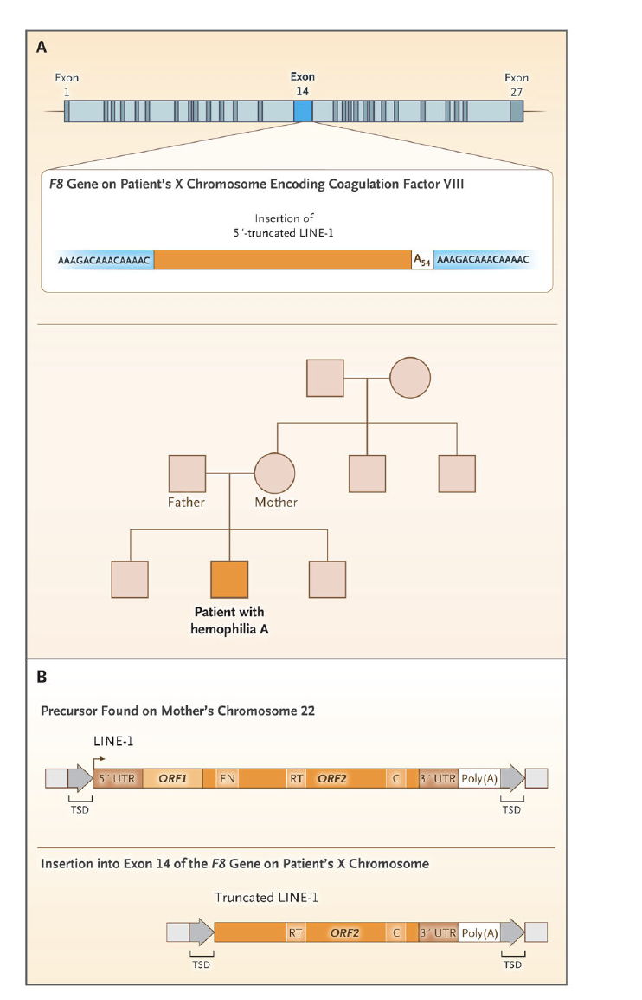 A
Exon
1
Exon
14
Exon
27
F8 Gene on Patient's X Chromosome Encoding Coagulation Factor VIII
Insertion of
5´-truncated LINE-1
AAAGACAAACAAAAC A54 AAAGACAAACAAAAC
Father
Mother
Patient with
hemophilia A
B
Precursor Found on Mother's Chromosome 22
LINE-1
5´ UTR ORF1 EN RT ORF2 C 3´ UTR Poly(A)
TSD
TSD
Insertion into Exon 14 of the F8 Gene on Patient's X Chromosome
Truncated LINE-1
RT ORF2 C 3´ UTR Poly(A)
TSD
TSD